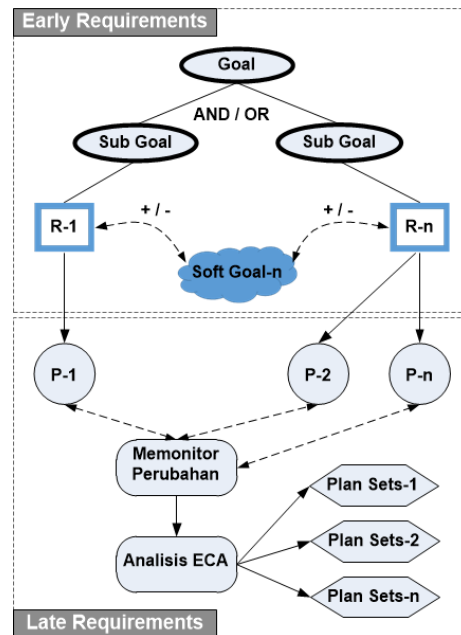 Early Requirements
Goal
AND / OR
Sub Goal
Sub Goal
R-1
+ / -
+ / -
R-n
Soft Goal-n
P-1
P-2
P-n
Memonitor
Perubahan
Plan Sets-1
Analisis ECA
Plan Sets-2
Plan Sets-n
Late Requirements